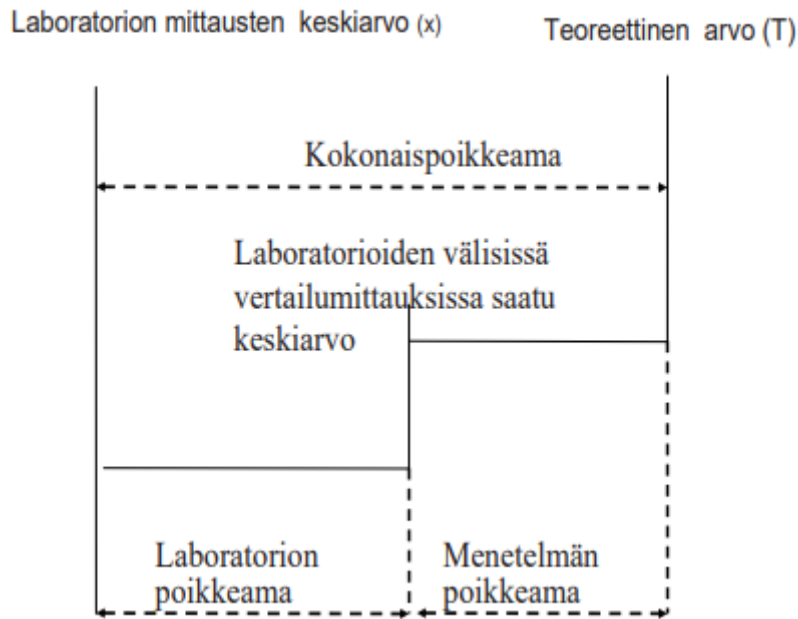 Laboratorion mittausten keskiarvo (x)
Teoreettinen arvo (T)
Kokonaispoikkeama
Laboratorioiden välisissä
vertailumittauksissa saatu
keskiarvo
Laboratorion
poikkeama
Menetelmän
poikkeama